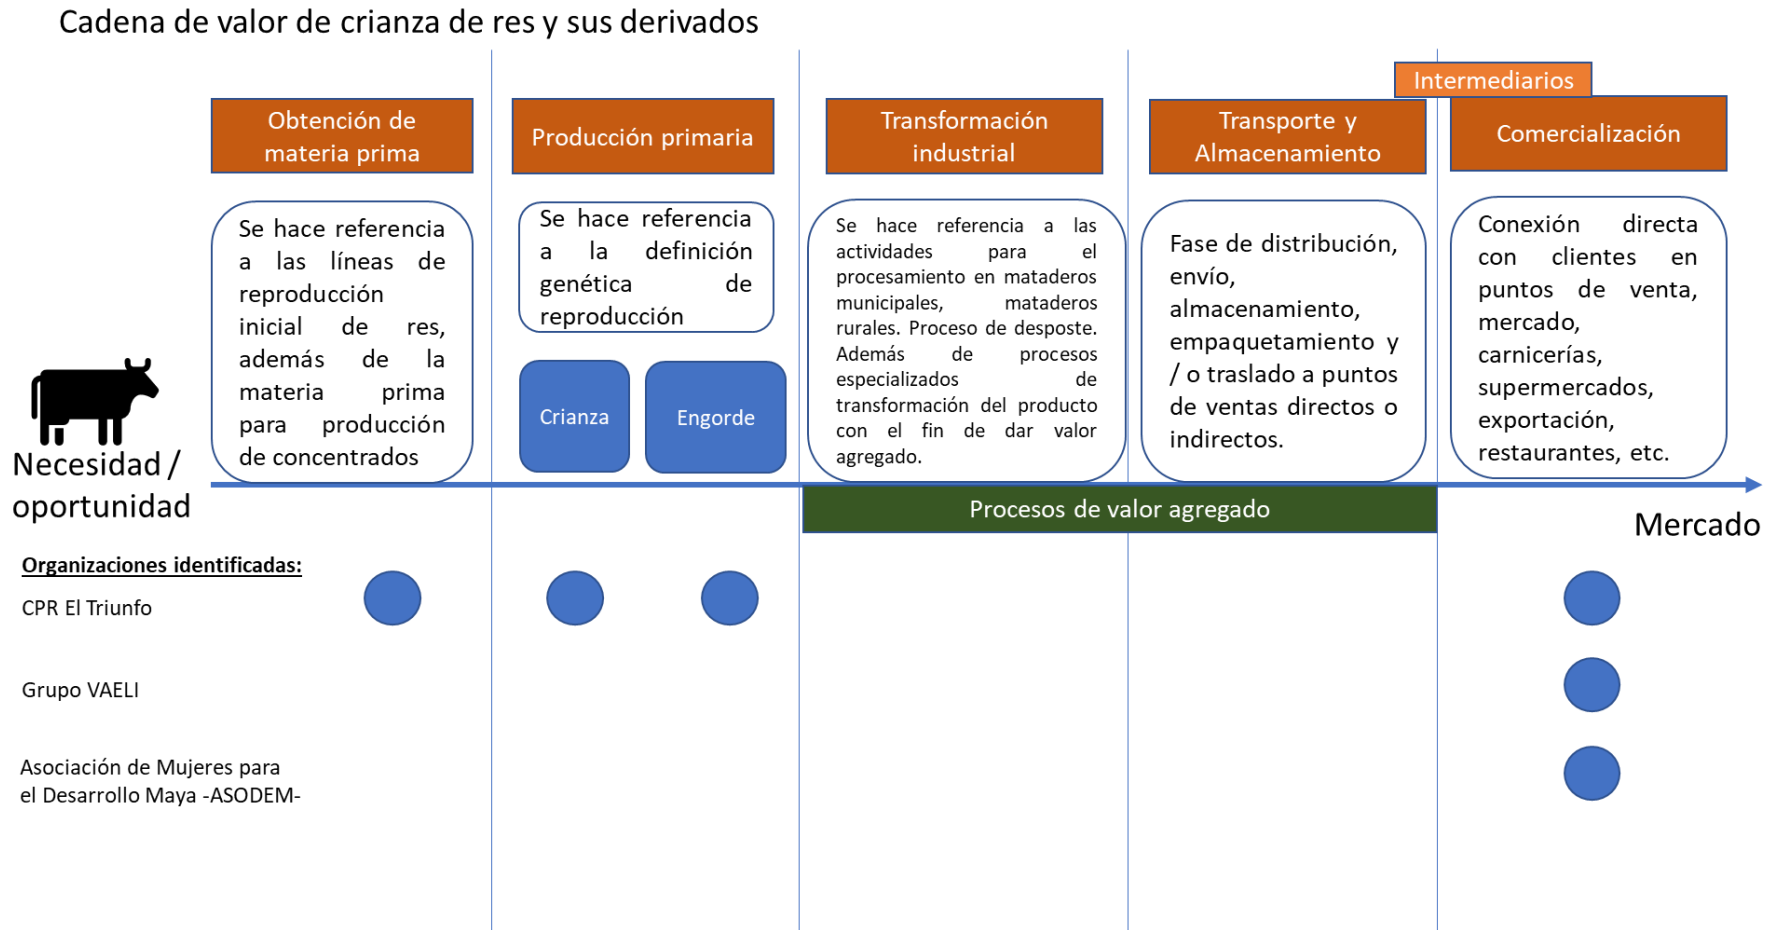 Cadena de valor de crianza de res y sus derivados
Intermediarios
Obtención de
materia prima
Producción primaria
Transformación
industrial
Transporte y
Almacenamiento
Comercialización
Se hace referencia
a las líneas de
reproducción
inicial de res,
además de la
materia prima
para producción
de concentrados
Se hace referencia
a la definición
genética de
reproducción
Crianza
Engorde
Se hace referencia a las
actividades para el
procesamiento en mataderos
municipales, mataderos
rurales. Proceso de desposte.
Además de procesos
especializados de
transformación del producto
con el fin de dar valor
agregado.
Fase de distribución,
envío,
almacenamiento,
empaquetamiento y
/ o traslado a puntos
de ventas directos o
indirectos.
Conexión directa
con clientes en
puntos de venta,
mercado,
carnicerías,
supermercados,
exportación,
restaurantes, etc.
Necesidad /
oportunidad
Procesos de valor agregado
Mercado
Organizaciones identificadas:
CPR El Triunfo
Grupo VAELI
Asociación de Mujeres para
el Desarrollo Maya -ASODEM-